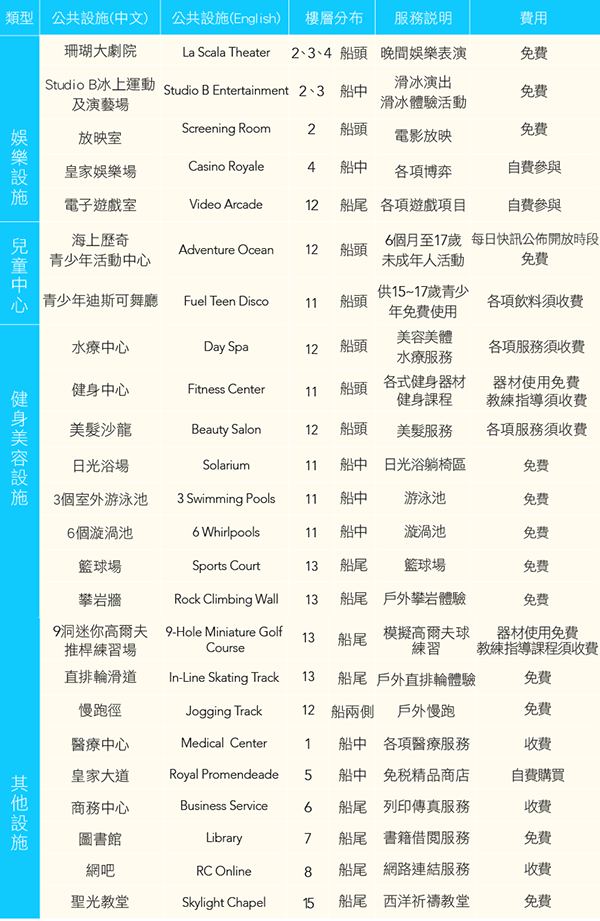 類型 公共設施(中文) 公共設施(English) 樓層分布 服務説明 費用
娛樂設施
珊瑚大劇院 La Scala Theater 2、3、4 船頭 晚間娛樂表演 免費
Studio B冰上運動 Studio B Entertainment 2、3 船中 滑冰演出 免費
及演藝場 滑冰體驗活動
放映室 Screening Room 2 船頭 電影放映 免費
皇家娛樂場 Casino Royale 4 船中 各項博弈 自費參與
電子遊戲室 Video Arcade 12 船尾 各項遊戲項目 自費參與
兒童中心
海上歷奇 Adventure Ocean 12 船頭 6個月至17歲 每日快訊公佈開放時段
青少年活動中心 未成年人活動 免費
青少年迪斯可舞廳 Fuel Teen Disco 11 船頭 供15~17歲青少 各項飲料須收費
年免費使用
健身美容設施
水療中心 Day Spa 12 船頭 美容美體 各項服務須收費
水療服務
健身中心 Fitness Center 11 船頭 各式健身器材 器材使用免費
健身課程 教練指導須收費
美髮沙龍 Beauty Salon 12 船頭 美髮服務 各項服務須收費
日光浴場 Solarium 11 船中 日光浴躺椅區 免費
3個室外游泳池 3 Swimming Pools 11 船中 游泳池 免費
6個漩渦池 6 Whirlpools 11 船中 漩渦池 免費
籃球場 Sports Court 13 船尾 籃球場 免費
攀岩牆 Rock Climbing Wall 13 船尾 戶外攀岩體驗 免費
其他設施
9洞迷你高爾夫 9-Hole Miniature Golf 13 船尾 模擬高爾夫球 器材使用免費
推桿練習場 Course 練習 教練指導課程須收費
直排輪滑道 In-Line Skating Track 13 船尾 戶外直排輪體驗 免費
慢跑徑 Jogging Track 12 船兩側 戶外慢跑 免費
醫療中心 Medical Center 1 船中 各項醫療服務 收費
皇家大道 Royal Promendeade 5 船中 免稅精品商店 自費購買
商務中心 Business Service 6 船尾 列印傳真服務 收費
圖書館 Library 7 船尾 書籍借閱服務 免費
網吧 RC Online 8 船尾 網路連結服務 收費
聖光教堂 Skylight Chapel 15 船尾 西洋祈禱教堂 免費